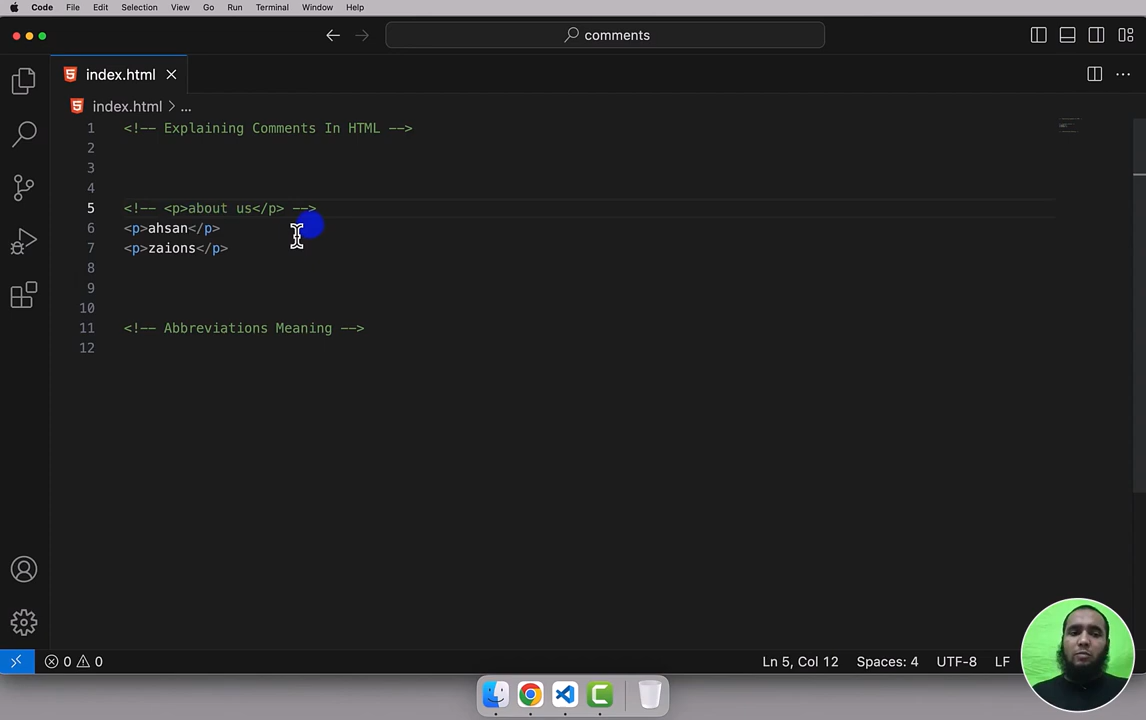 Code File Edit Selection View Go Run Terminal Window Help
comments
index.html
index.html > ...
1 <!-- Explaining Comments In HTML -->
2
3
4
5 <!-- <p>about us</p> -->
6 <p>ahsan</p>
7 <p>zaions</p>
8
9
10
11 <!-- Abbreviations Meaning -->
12
0 0 Ln 5, Col 12 Spaces: 4 UTF-8 LF